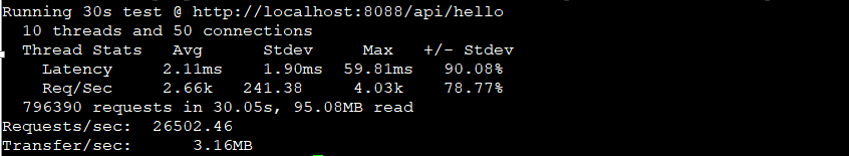 Running 30s test @ http://localhost:8088/api/hello
  10 threads and 50 connections
  Thread Stats   Avg      Stdev     Max   +/- Stdev
    Latency     2.11ms    1.90ms  59.81ms   90.08%
    Req/Sec     2.66k   241.38     4.03k    78.77%
  796390 requests in 30.05s, 95.08MB read
Requests/sec:  26502.46
Transfer/sec:      3.16MB